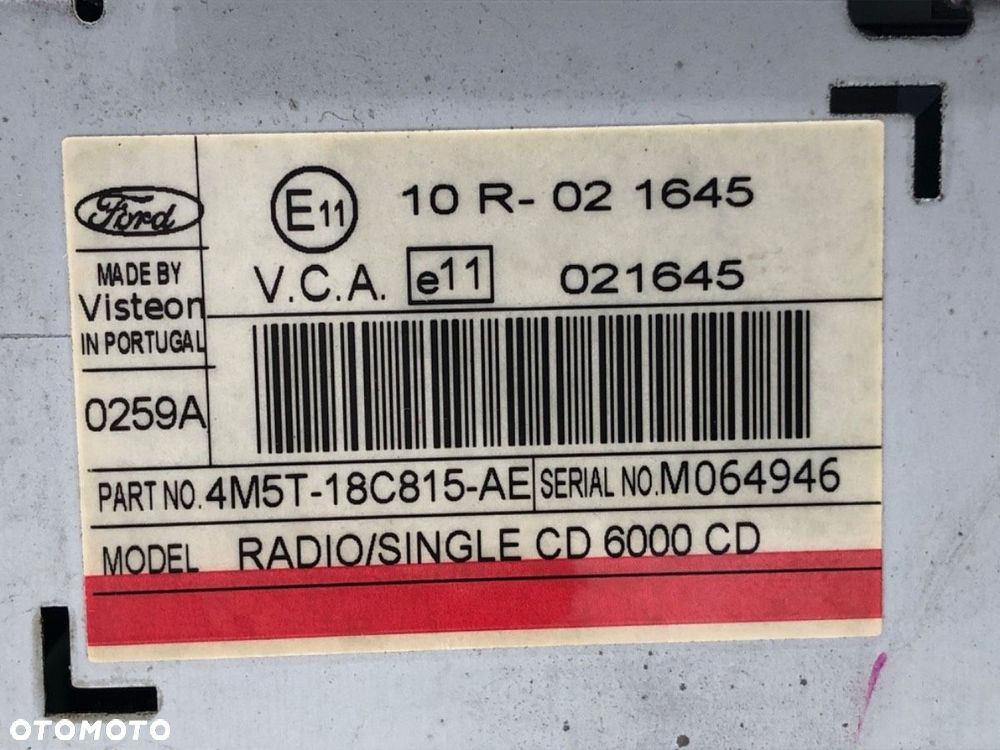 Ford
MADE BY
Visteon
IN PORTUGAL
0259A
E11 10 R- 02 1645
V.C.A. e11 021645
PART NO. 4M5T-18C815-AE SERIAL NO. M064946
MODEL RADIO/SINGLE CD 6000 CD
OTOMOTO